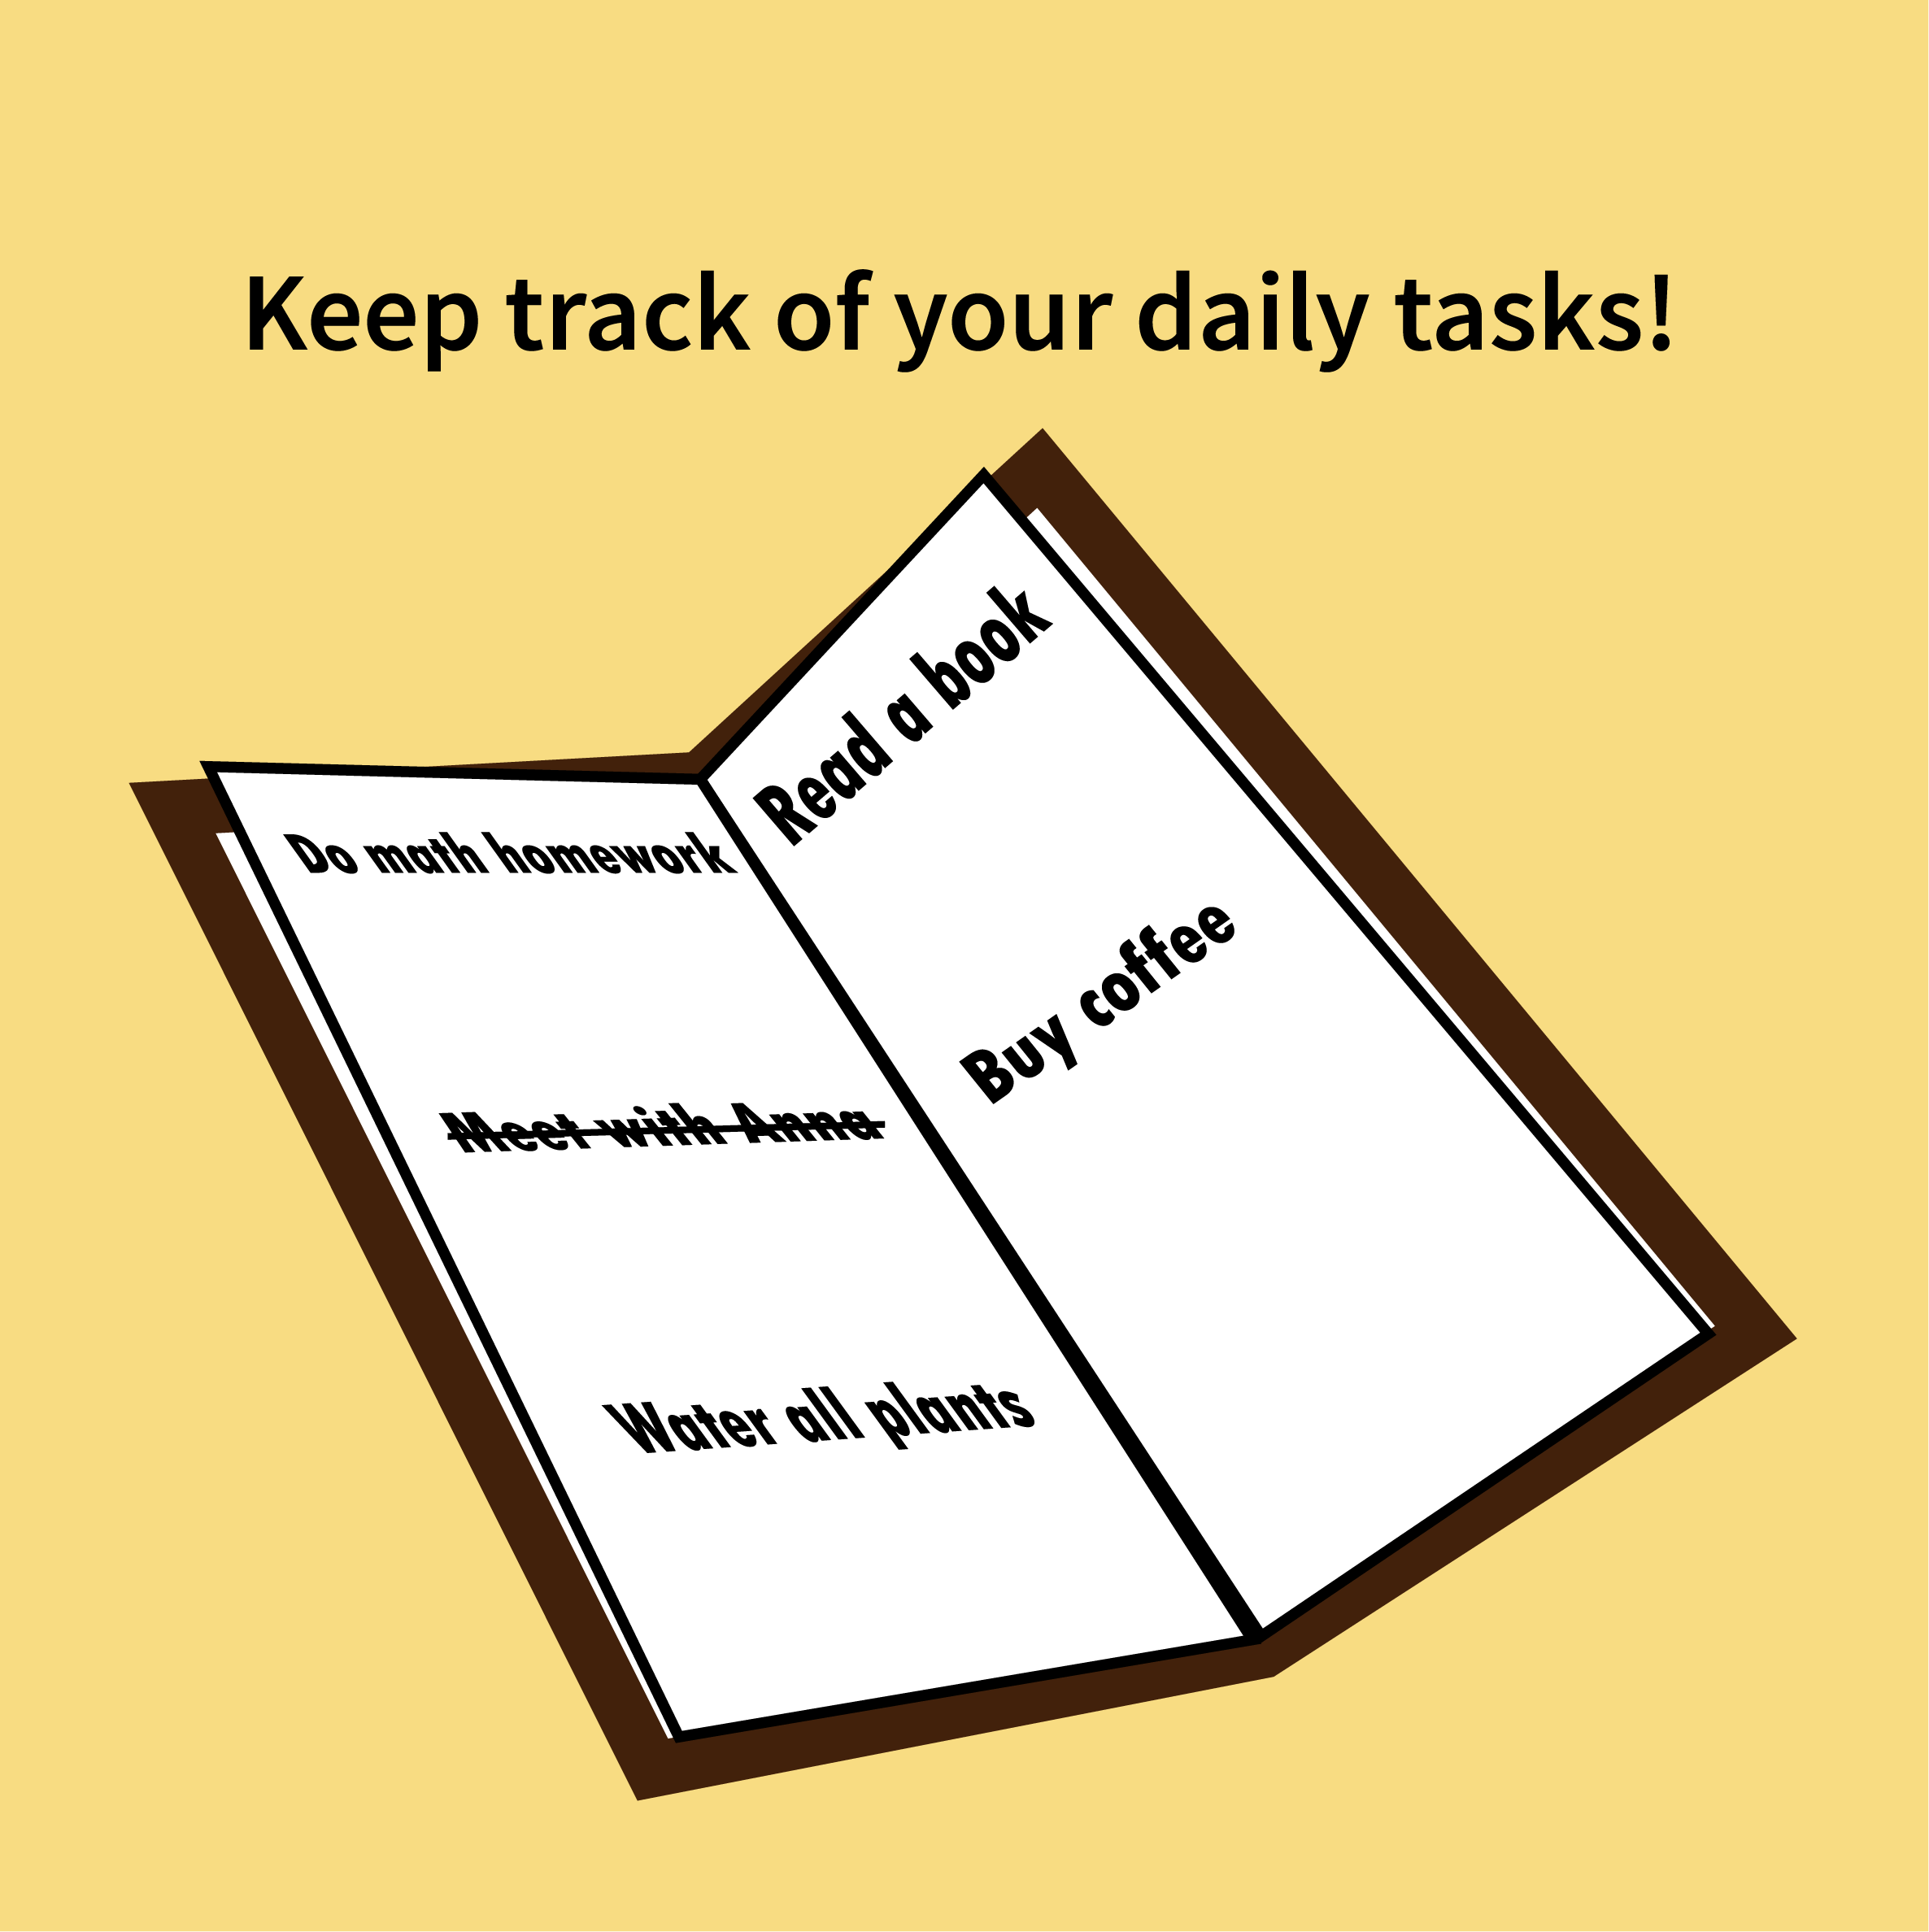 Keep track of your daily tasks!
Do math homework
Meet with Anna
Water all plants
Read a book
Buy coffee